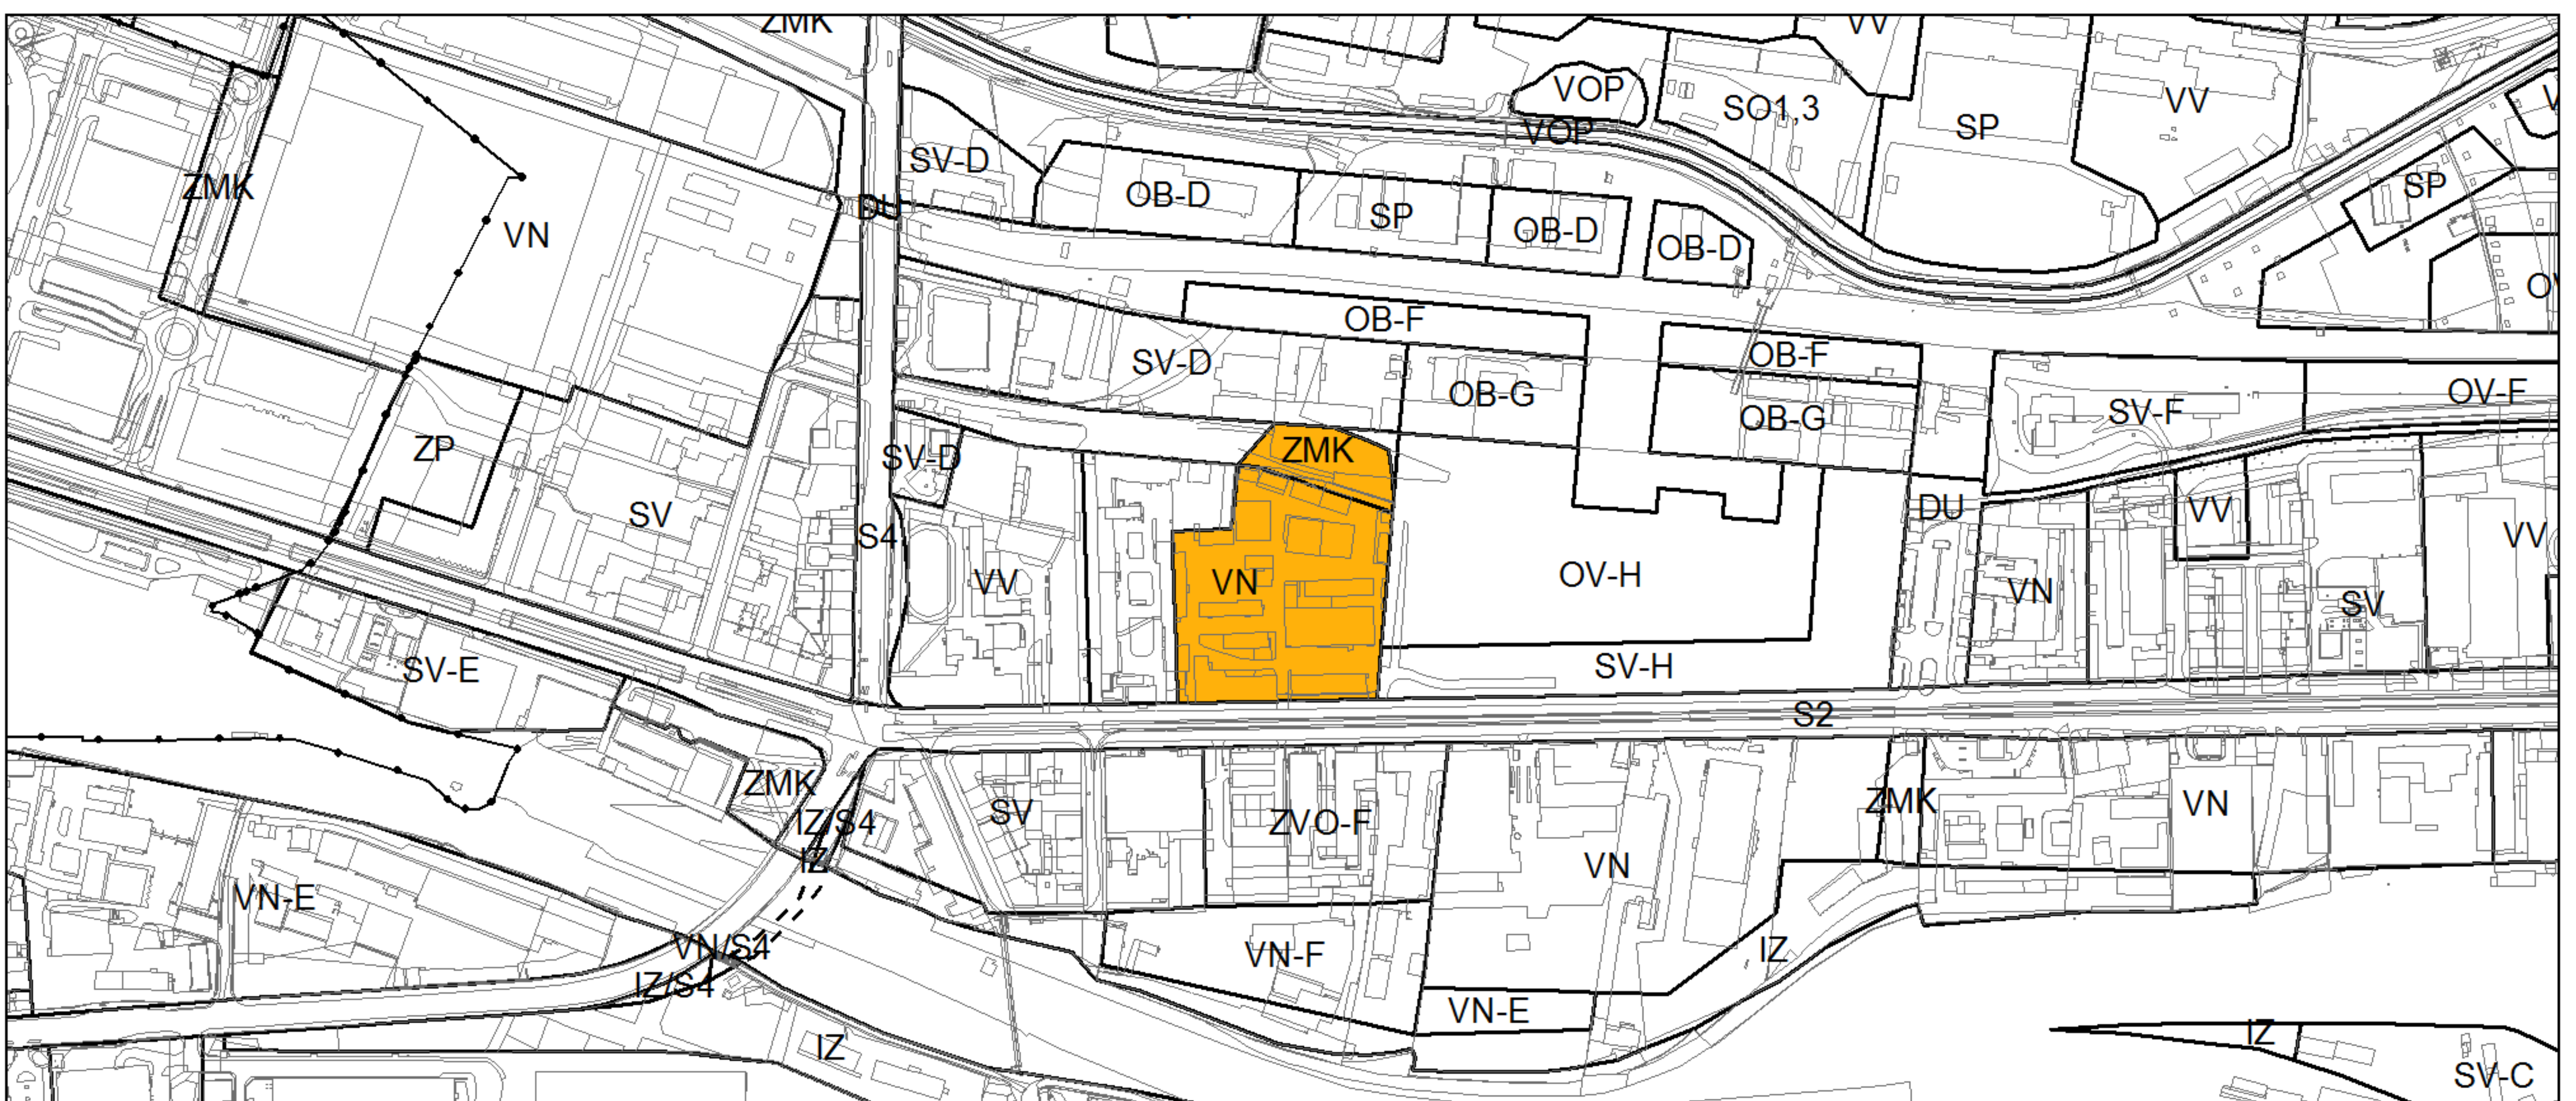 ZMK
VV
VOP
SO1,3
VV
SP
VOP
SV-D
ZMK
OB-D
SP
DU
SP
VN
OB-D
OB-D
OB-F
OB-F
SV-D
OB-G
OV-F
SV-F
OB-G
ZP
ZMK
SV-D
SV
DU
VV
S4
VV
VV
OV-H
VN
VN
SV
SV-E
SV-H
S2
ZMK
ZMK
VN
SV
IZ/S4
ZVO-F
IZ
VN
VN-E
VN/S4
IZ
VN-F
IZ/S4
VN-E
IZ
IZ
SV-C